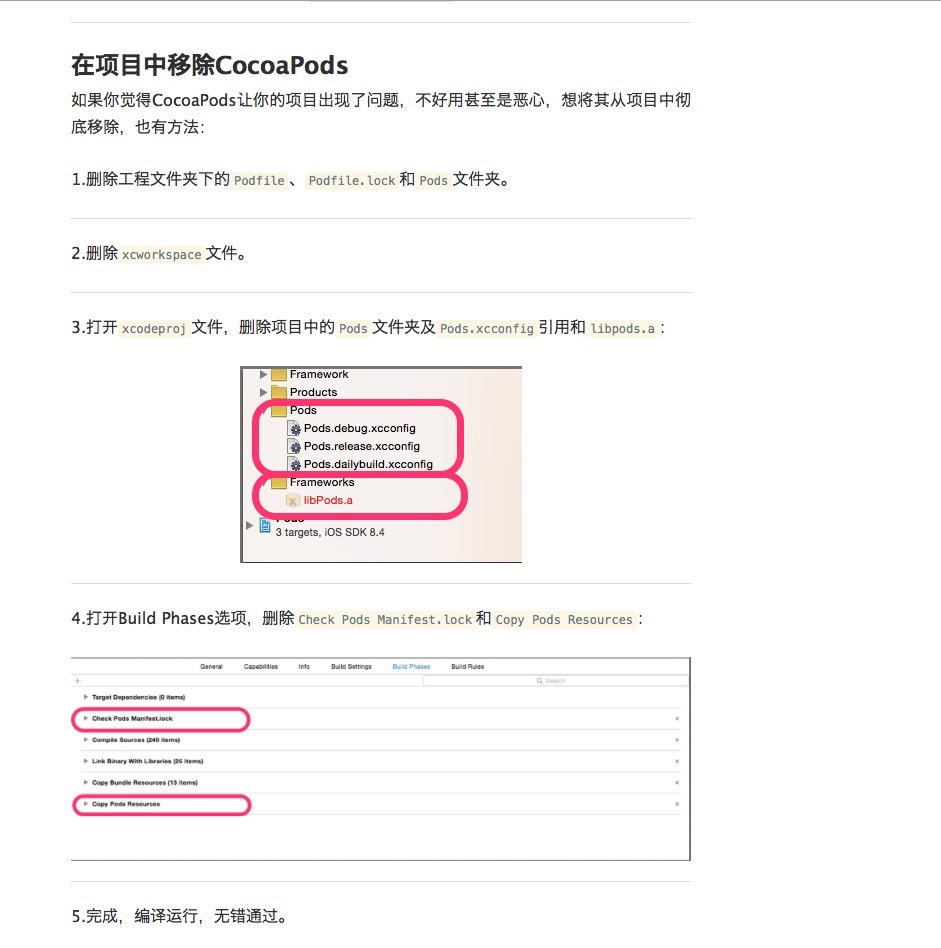 在项目中移除CocoaPods
如果你觉得CocoaPods让你的项目出现了问题，不好用甚至是恶心，想将其从项目中彻
底移除，也有方法：
1.删除工程文件夹下的 Podfile 、 Podfile.lock 和 Pods 文件夹。
2.删除 xcworkspace 文件。
3.打开 xcodeproj 文件，删除项目中的 Pods 文件夹及 Pods.xcconfig 引用和 libpods.a ：
Framework
Products
Pods
Pods.debug.xcconfig
Pods.release.xcconfig
Pods.dailybuild.xcconfig
Frameworks
libPods.a
Pods
3 targets, iOS SDK 8.4
4.打开Build Phases选项，删除 Check Pods Manifest.lock 和 Copy Pods Resources ：
General Capabilities Info Build Settings Build Phases Build Rules
+ Search
Target Dependencies (0 items)
Check Pods Manifest.lock
Compile Sources (240 items)
Link Binary With Libraries (25 items)
Copy Bundle Resources (13 items)
Copy Pods Resources
5.完成，编译运行，无错通过。